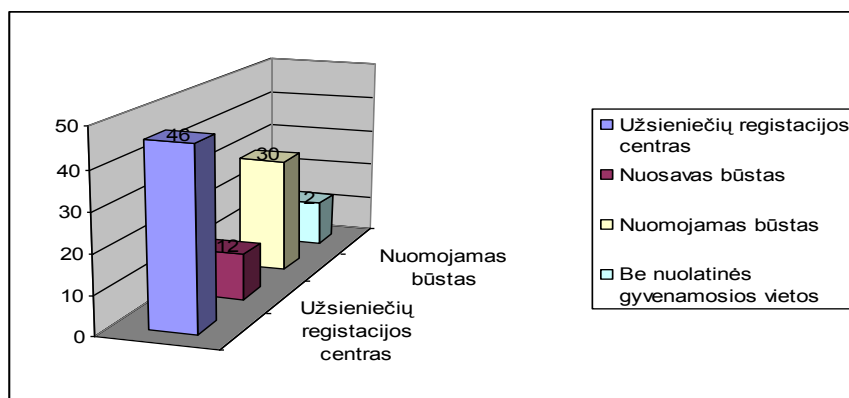 50
40
30
20
10
0
46
12
30
2
Nuomojamas
būstas
Užsieniečių
registacijos
centras
Užsieniečių registacijos
centras
Nuosavas būstas
Nuomojamas būstas
Be nuolatinės
gyvenamosios vietos